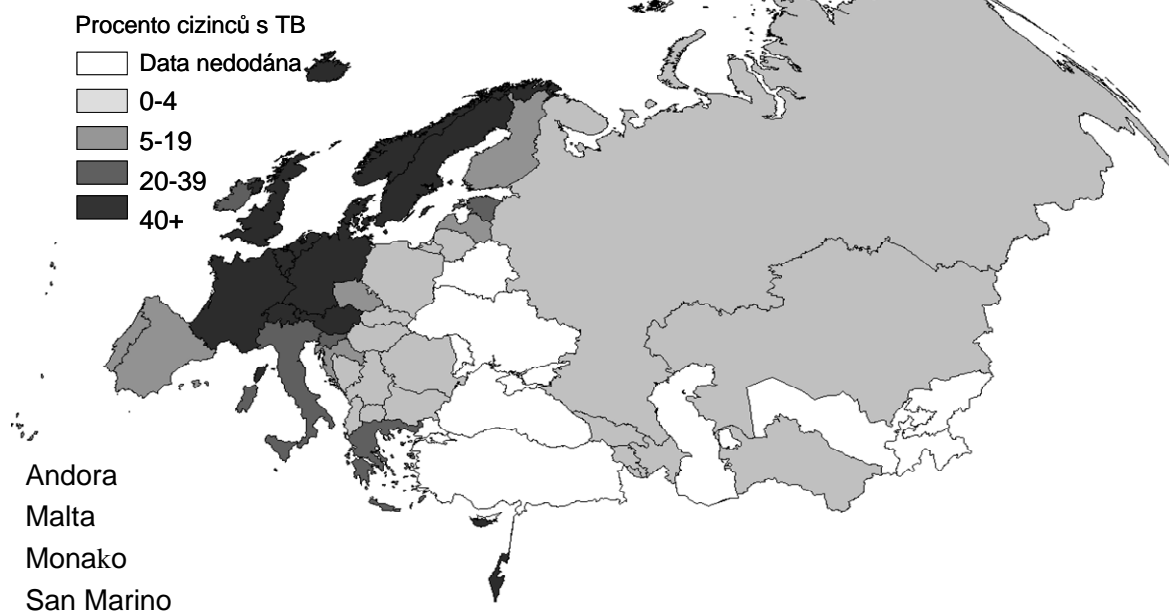 Procento cizinců s TB
Data nedodána
0-4
5-19
20-39
40+
Andora
Malta
Monako
San Marino